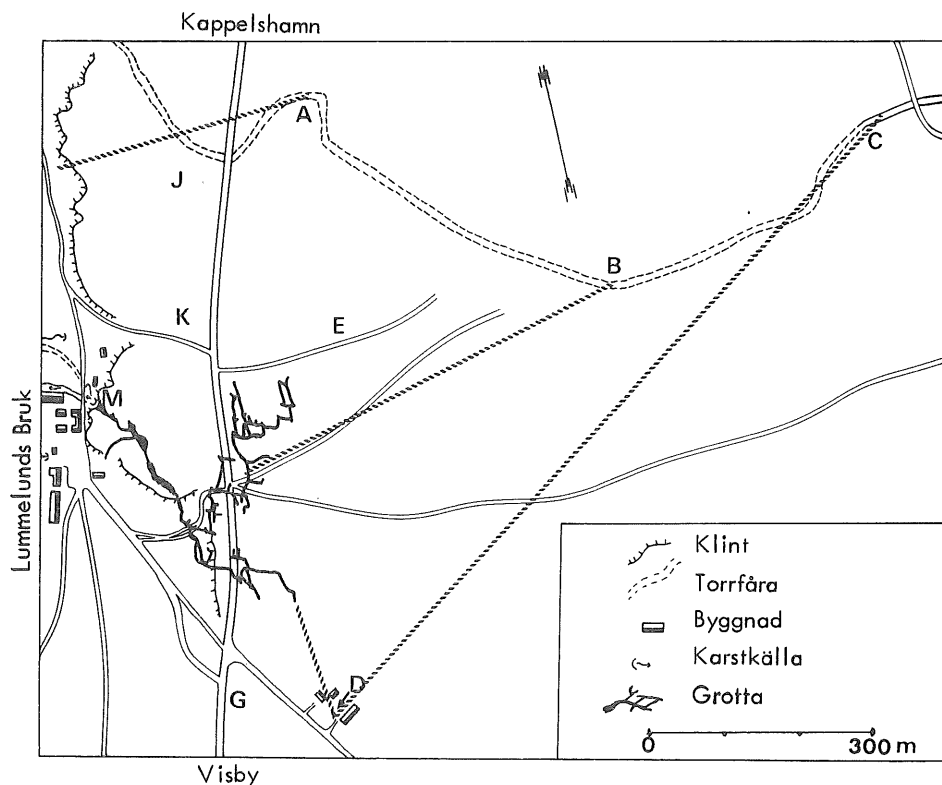 Kappelshamn
A
C
J
B
K
E
M
Lummelunds Bruk
F
D
G
Klint
Torrfåra
Byggnad
Karstkälla
Grotta
0 300 m
Visby